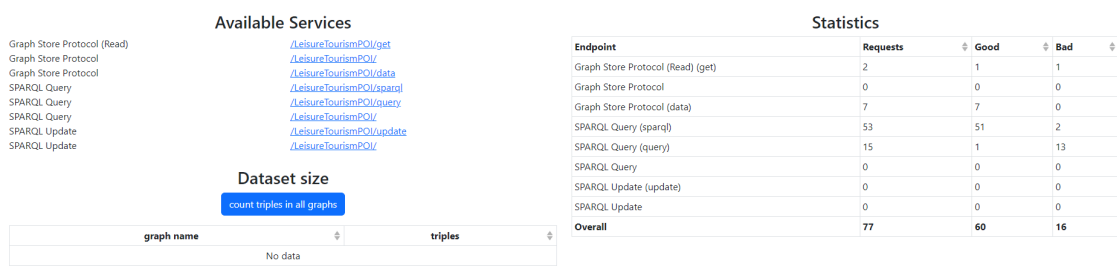 Available Services
Graph Store Protocol (Read) /LeisureTourismPOI/get
Graph Store Protocol /LeisureTourismPOI/
Graph Store Protocol /LeisureTourismPOI/data
SPARQL Query /LeisureTourismPOI/sparql
SPARQL Query /LeisureTourismPOI/query
SPARQL Query /LeisureTourismPOI/
SPARQL Update /LeisureTourismPOI/update
SPARQL Update /LeisureTourismPOI/
Dataset size
count triples in all graphs
graph name triples
No data
Statistics
Endpoint Requests Good Bad
Graph Store Protocol (Read) (get) 2 1 1
Graph Store Protocol 0 0 0
Graph Store Protocol (data) 7 7 0
SPARQL Query (sparql) 53 51 2
SPARQL Query (query) 15 1 13
SPARQL Query 0 0 0
SPARQL Update (update) 0 0 0
SPARQL Update 0 0 0
Overall 77 60 16